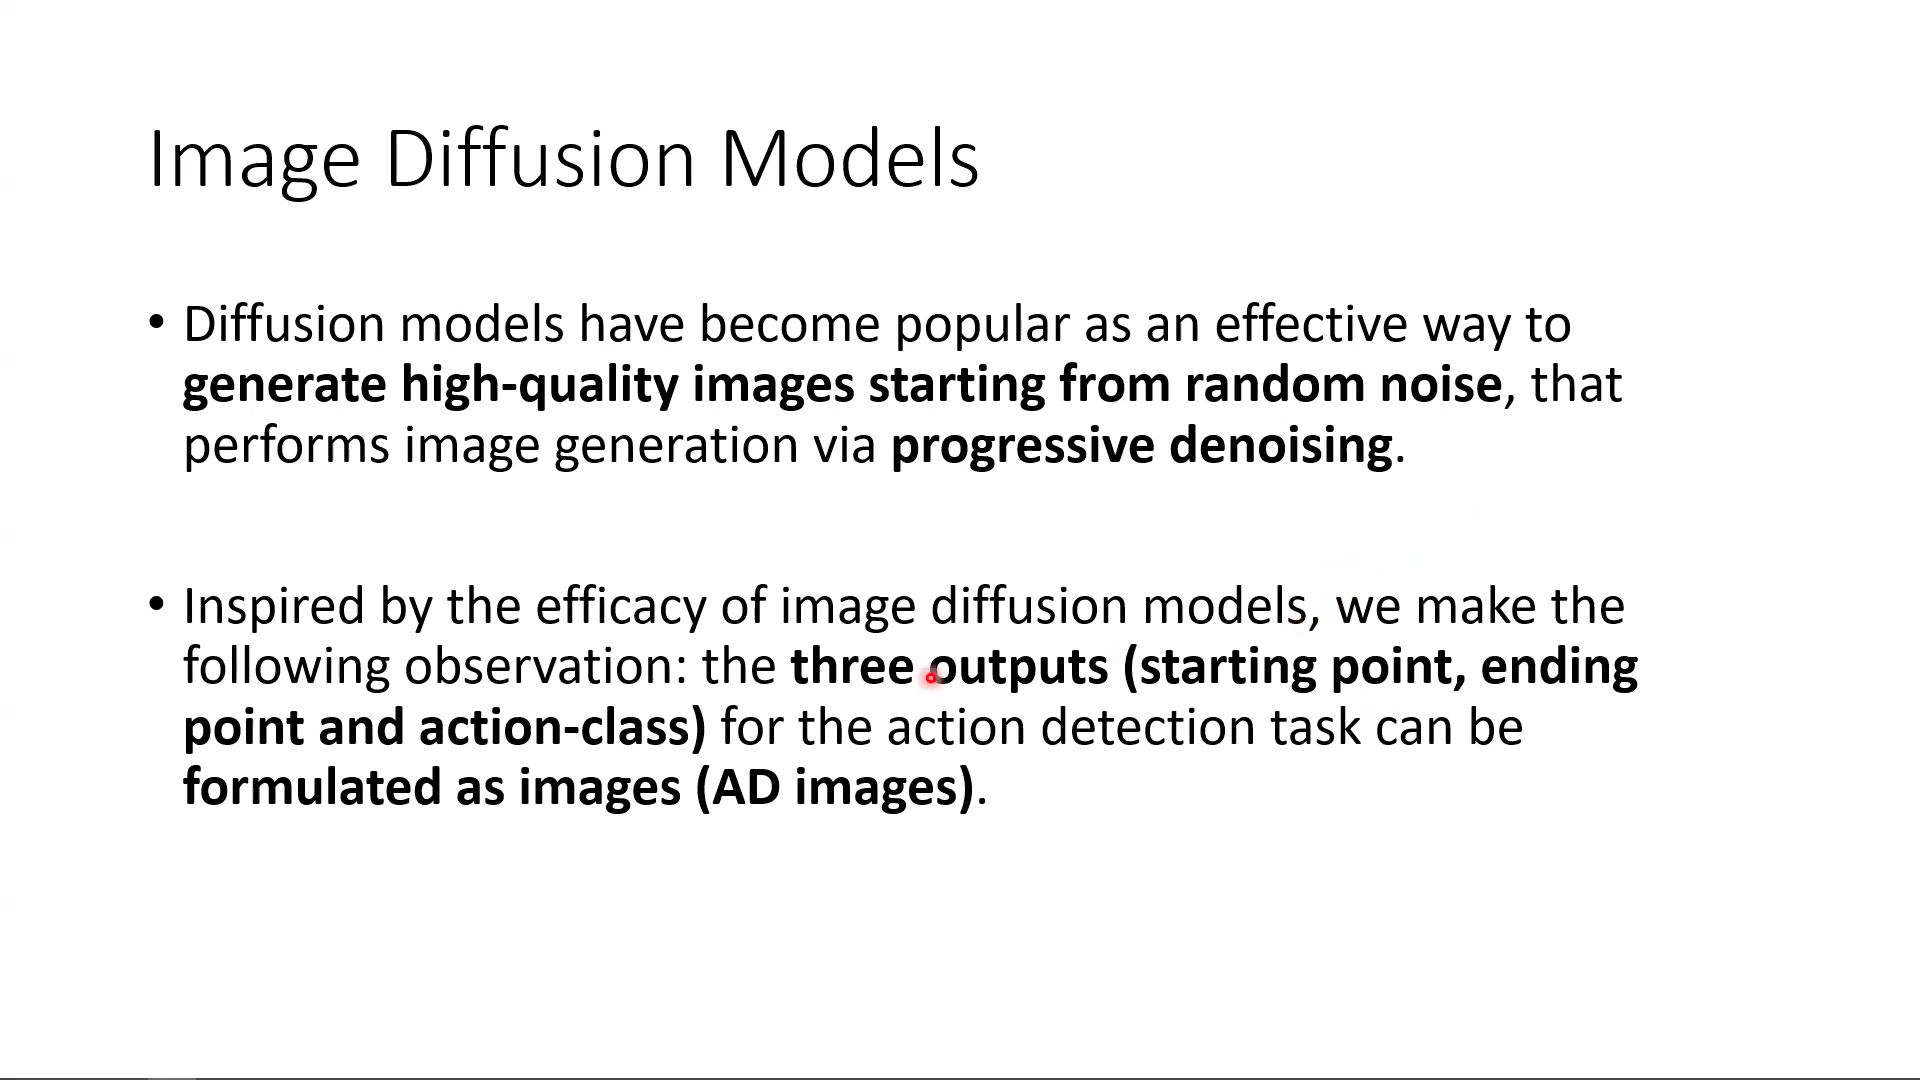 Image Diffusion Models
• Diffusion models have become popular as an effective way to
generate high-quality images starting from random noise, that
performs image generation via progressive denoising.
• Inspired by the efficacy of image diffusion models, we make the
following observation: the three outputs (starting point, ending
point and action-class) for the action detection task can be
formulated as images (AD images).